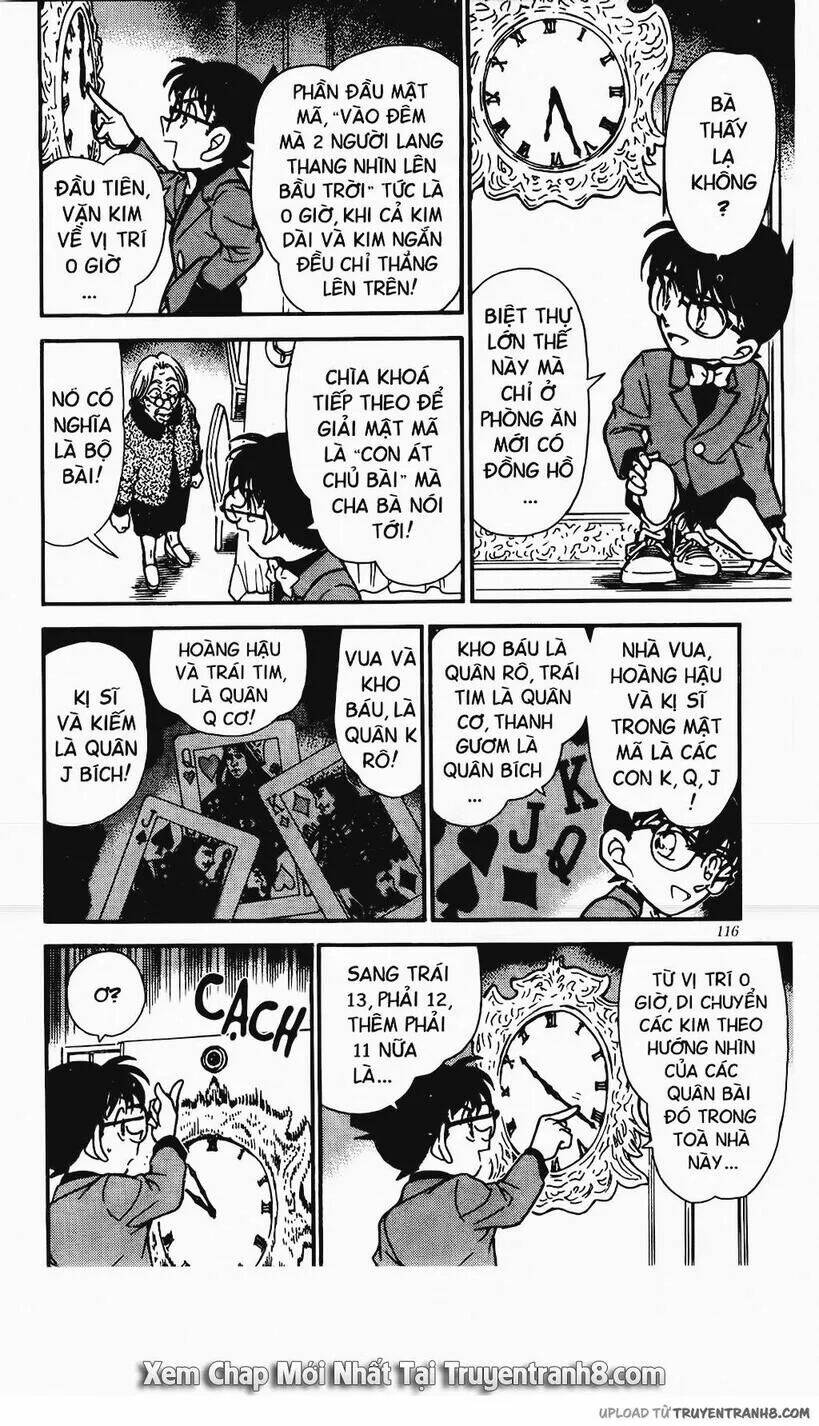 BÀ
THẤY
LẠ
KHÔNG
?
BIỆT THỰ
LỚN THẾ
NÀY MÀ
CHỈ Ở
PHÒNG ĂN
MỚI CÓ
ĐỒNG HỒ
...
PHẦN ĐẦU MẬT
MÃ, "VÀO ĐÊM
MÀ 2 NGƯỜI LANG
THANG NHÌN LÊN
BẦU TRỜI" TỨC LÀ
0 GIỜ, KHI CẢ KIM
DÀI VÀ KIM NGẮN
ĐỀU CHỈ THẲNG
LÊN TRÊN!
ĐẦU TIÊN,
VẶN KIM
VỀ VỊ TRÍ
0 GIỜ
...
CHÌA KHOÁ
TIẾP THEO ĐỂ
GIẢI MẬT MÃ
LÀ "CON ÁT
CHỦ BÀI" MÀ
CHA BÀ NÓI
TỚI!
NÓ CÓ
NGHĨA
LÀ BỘ
BÀI!
NHÀ VUA,
HOÀNG HẬU
VÀ KỊ SĨ
TRONG MẬT
MÃ LÀ CÁC
CON K, Q, J
!
KHO BÁU LÀ
QUÂN RÔ, TRÁI
TIM LÀ QUÂN
CƠ, THANH
GƯƠM LÀ
QUÂN BÍCH
...
J
K
Q
VUA VÀ
KHO
BÁU, LÀ
QUÂN K
RÔ!
HOÀNG HẬU
VÀ TRÁI TIM,
LÀ QUÂN
Q CƠ!
KỊ SĨ
VÀ KIẾM
LÀ QUÂN
J BÍCH!
Q
K
J
116
TỪ VỊ TRÍ 0
GIỜ, DI CHUYỂN
CÁC KIM THEO
HƯỚNG NHÌN
CỦA CÁC
QUÂN BÀI
ĐÓ TRONG
TOÀ NHÀ
NÀY...
SANG TRÁI
13, PHẢI 12,
THÊM PHẢI
11 NỮA
LÀ...
Ơ?
CẠCH
Xem Chap Mới Nhất Tại Truyentranh8.com
UPLOAD TỪ TRUYENTRANH8.COM